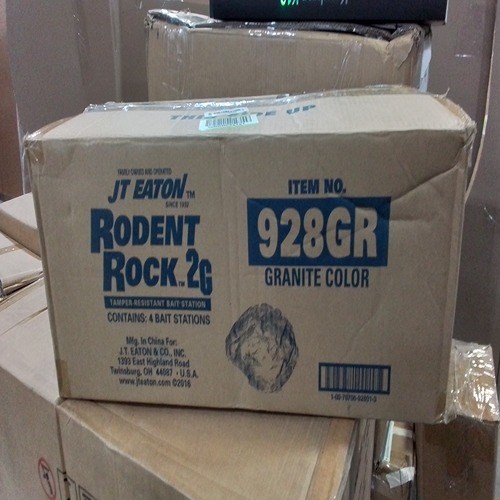 UP
FAMILY OWNED AND OPERATED
JT EATON™
SINCE 1932
RODENT
ROCK™ 2G
TAMPER-RESISTANT BAIT STATION
CONTAINS: 4 BAIT STATIONS
Mfg. In China For:
J.T. EATON & CO., INC.
1393 East Highland Road
Twinsburg, OH 44087 • U.S.A.
www.jteaton.com ©2016
ITEM NO.
928GR
GRANITE COLOR